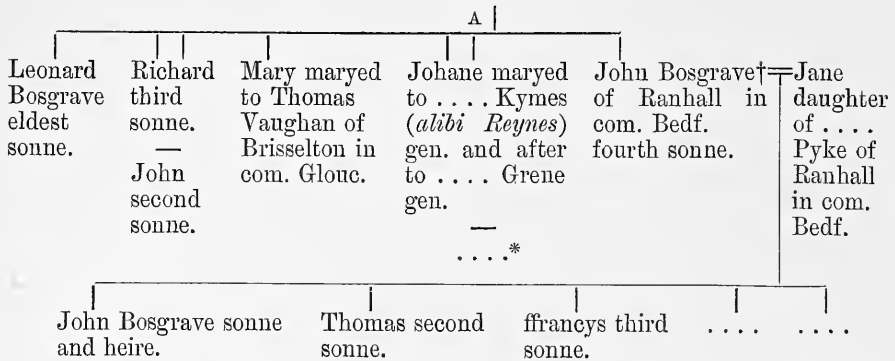 A
Leonard
Bosgrave
eldest
sonne.
Richard
third
sonne.
—
John
second
sonne.
Mary maryed
to Thomas
Vaughan of
Brisselton in
com. Glouc.
Johane maryed
to . . . . Kymes
(alibi Reynes)
gen. and after
to . . . . Grene
gen.
—
. . . .*
John Bosgrave†
of Ranhall in
com. Bedf.
fourth sonne.
Jane
daughter
of . . . .
Pyke of
Ranhall
in com.
Bedf.
John Bosgrave sonne
and heire.
Thomas second
sonne.
ffrancys third
sonne.
. . . .
. . . .